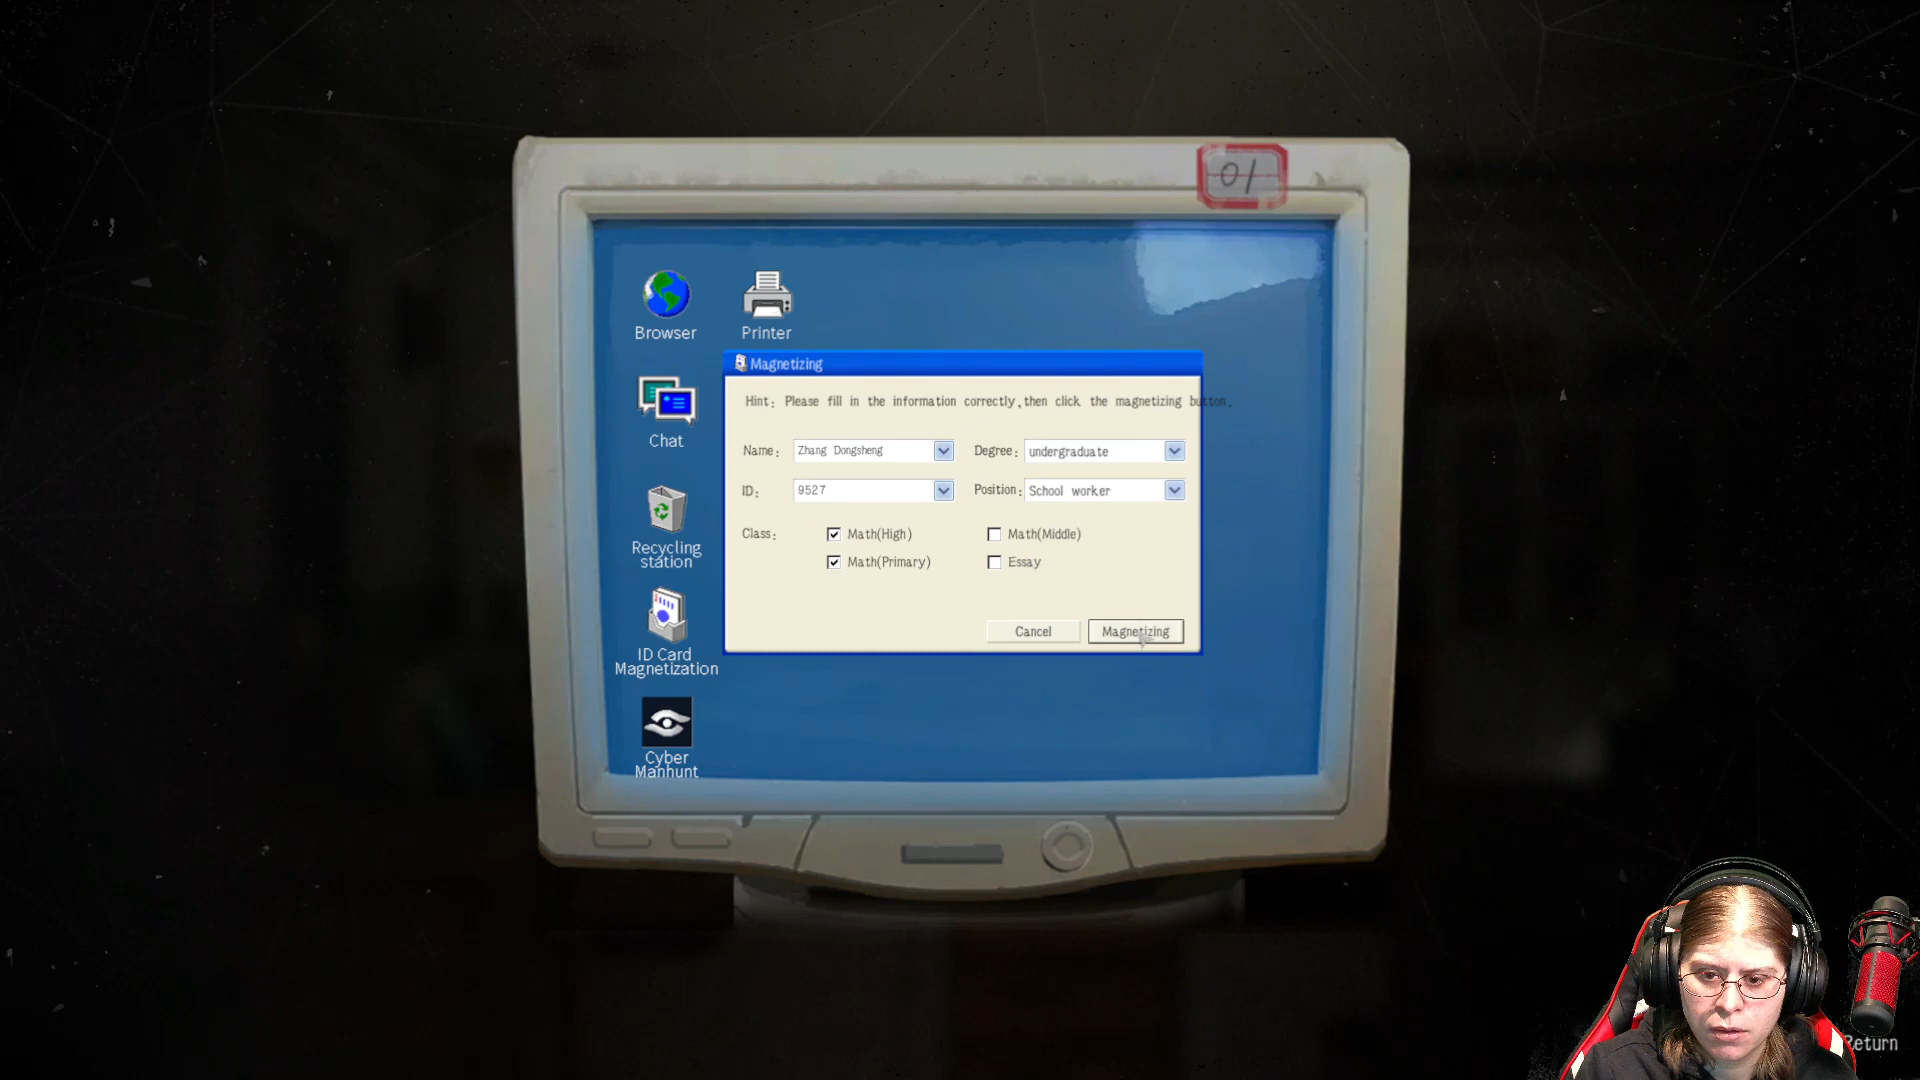 01
Browser
Printer
Magnetizing
Hint: Please fill in the information correctly,then click the magnetizing button.
Chat
Name: Zhang Dongsheng Degree: undergraduate
ID: 9527 Position: School worker
Class: Math(High) Math(Middle)
Math(Primary) Essay
Recycling
station
Cancel Magnetizing
ID Card
Magnetization
Cyber
Manhunt
Return